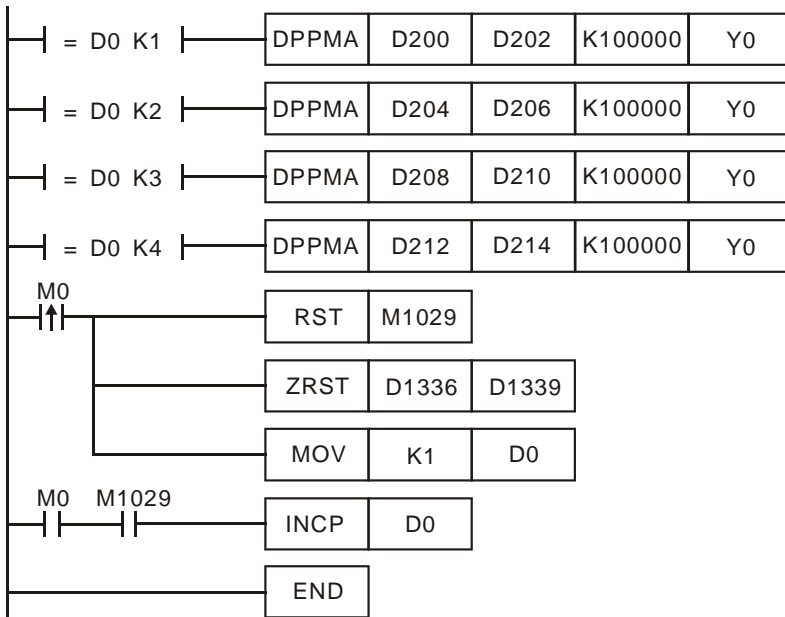 = D0 K1 DPPMA D200 D202 K100000 Y0
= D0 K2 DPPMA D204 D206 K100000 Y0
= D0 K3 DPPMA D208 D210 K100000 Y0
= D0 K4 DPPMA D212 D214 K100000 Y0
M0
RST M1029
ZRST D1336 D1339
MOV K1 D0
M0 M1029
INCP D0
END